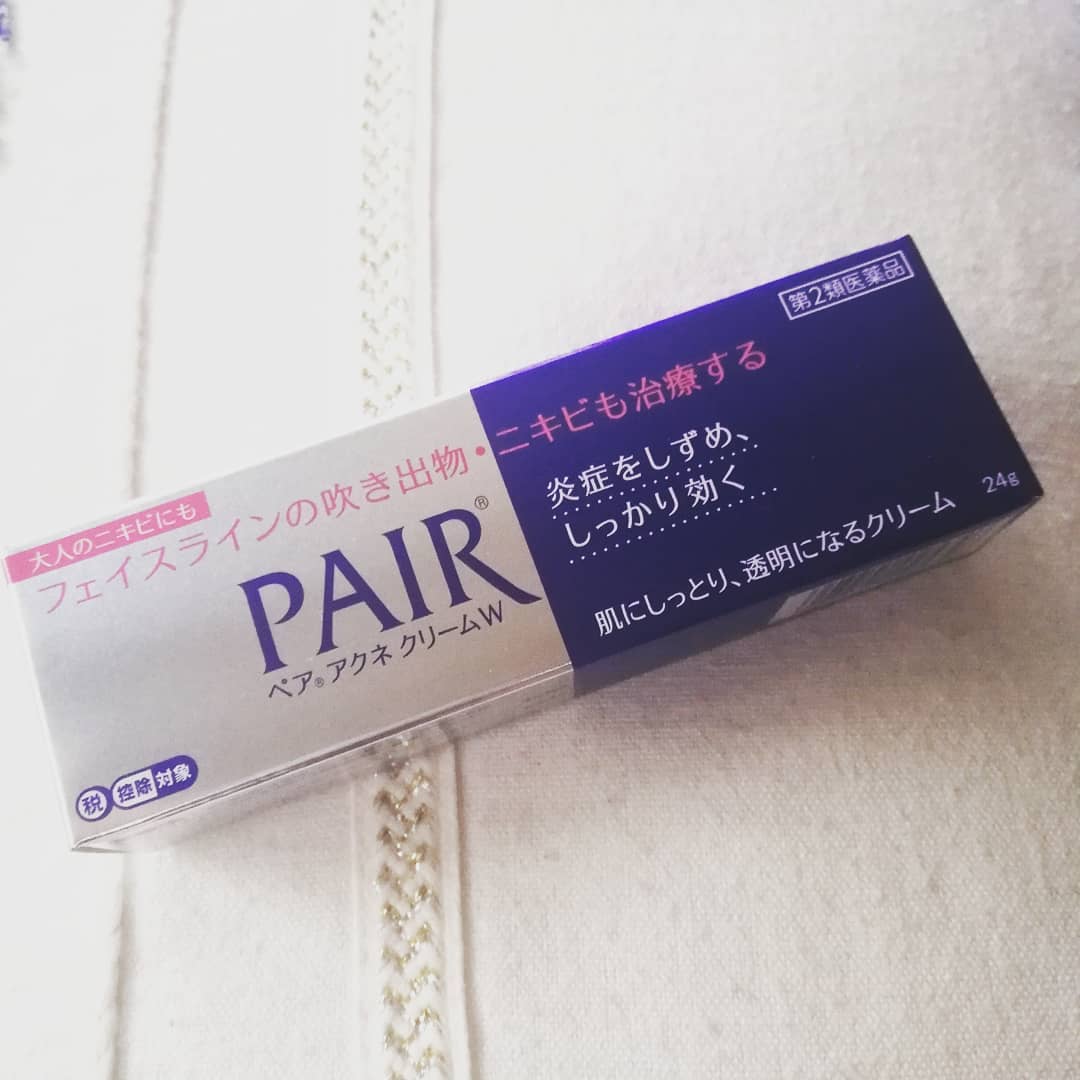 第2類医薬品
大人のニキビにも
フェイスラインの吹き出物・ニキビも治療する
PAIR®
ペア®アクネ クリームW
炎症をしずめ、
しっかり効く
肌にしっとり、透明になるクリーム
24g
税 控除 対象